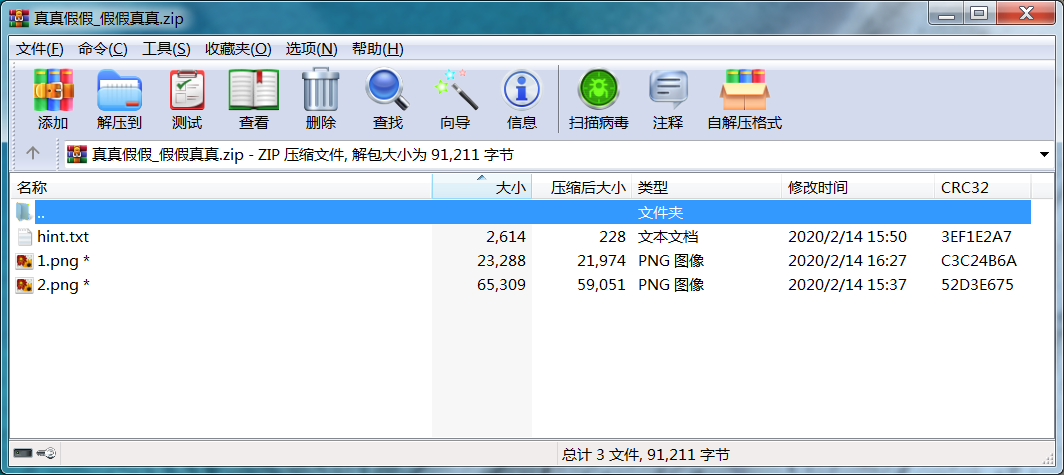 真真假假_假假真真.zip
文件(F) 命令(C) 工具(S) 收藏夹(O) 选项(N) 帮助(H)
添加 解压到 测试 查看 删除 查找 向导 信息 扫描病毒 注释 自解压格式
真真假假_假假真真.zip - ZIP 压缩文件, 解包大小为 91,211 字节
名称 大小 压缩后大小 类型 修改时间 CRC32
.. 文件夹
hint.txt 2,614 228 文本文档 2020/2/14 15:50 3EF1E2A7
1.png * 23,288 21,974 PNG 图像 2020/2/14 16:27 C3C24B6A
2.png * 65,309 59,051 PNG 图像 2020/2/14 15:37 52D3E675
总计 3 文件, 91,211 字节